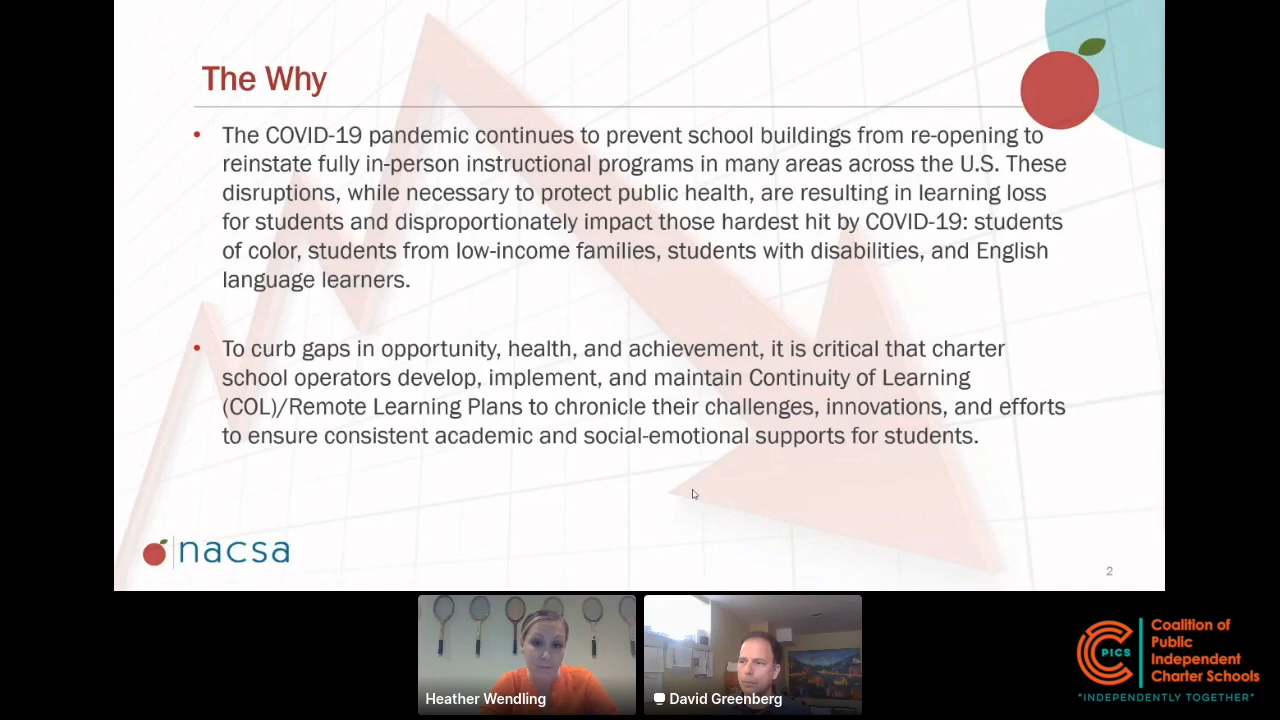 The Why
• The COVID-19 pandemic continues to prevent school buildings from re-opening to
reinstate fully in-person instructional programs in many areas across the U.S. These
disruptions, while necessary to protect public health, are resulting in learning loss
for students and disproportionately impact those hardest hit by COVID-19: students
of color, students from low-income families, students with disabilities, and English
language learners.
• To curb gaps in opportunity, health, and achievement, it is critical that charter
school operators develop, implement, and maintain Continuity of Learning
(COL)/Remote Learning Plans to chronicle their challenges, innovations, and efforts
to ensure consistent academic and social-emotional supports for students.
nacsa
2
Heather Wendling
David Greenberg
PICS
Coalition of
Public
Independent
Charter Schools
"INDEPENDENTLY TOGETHER"